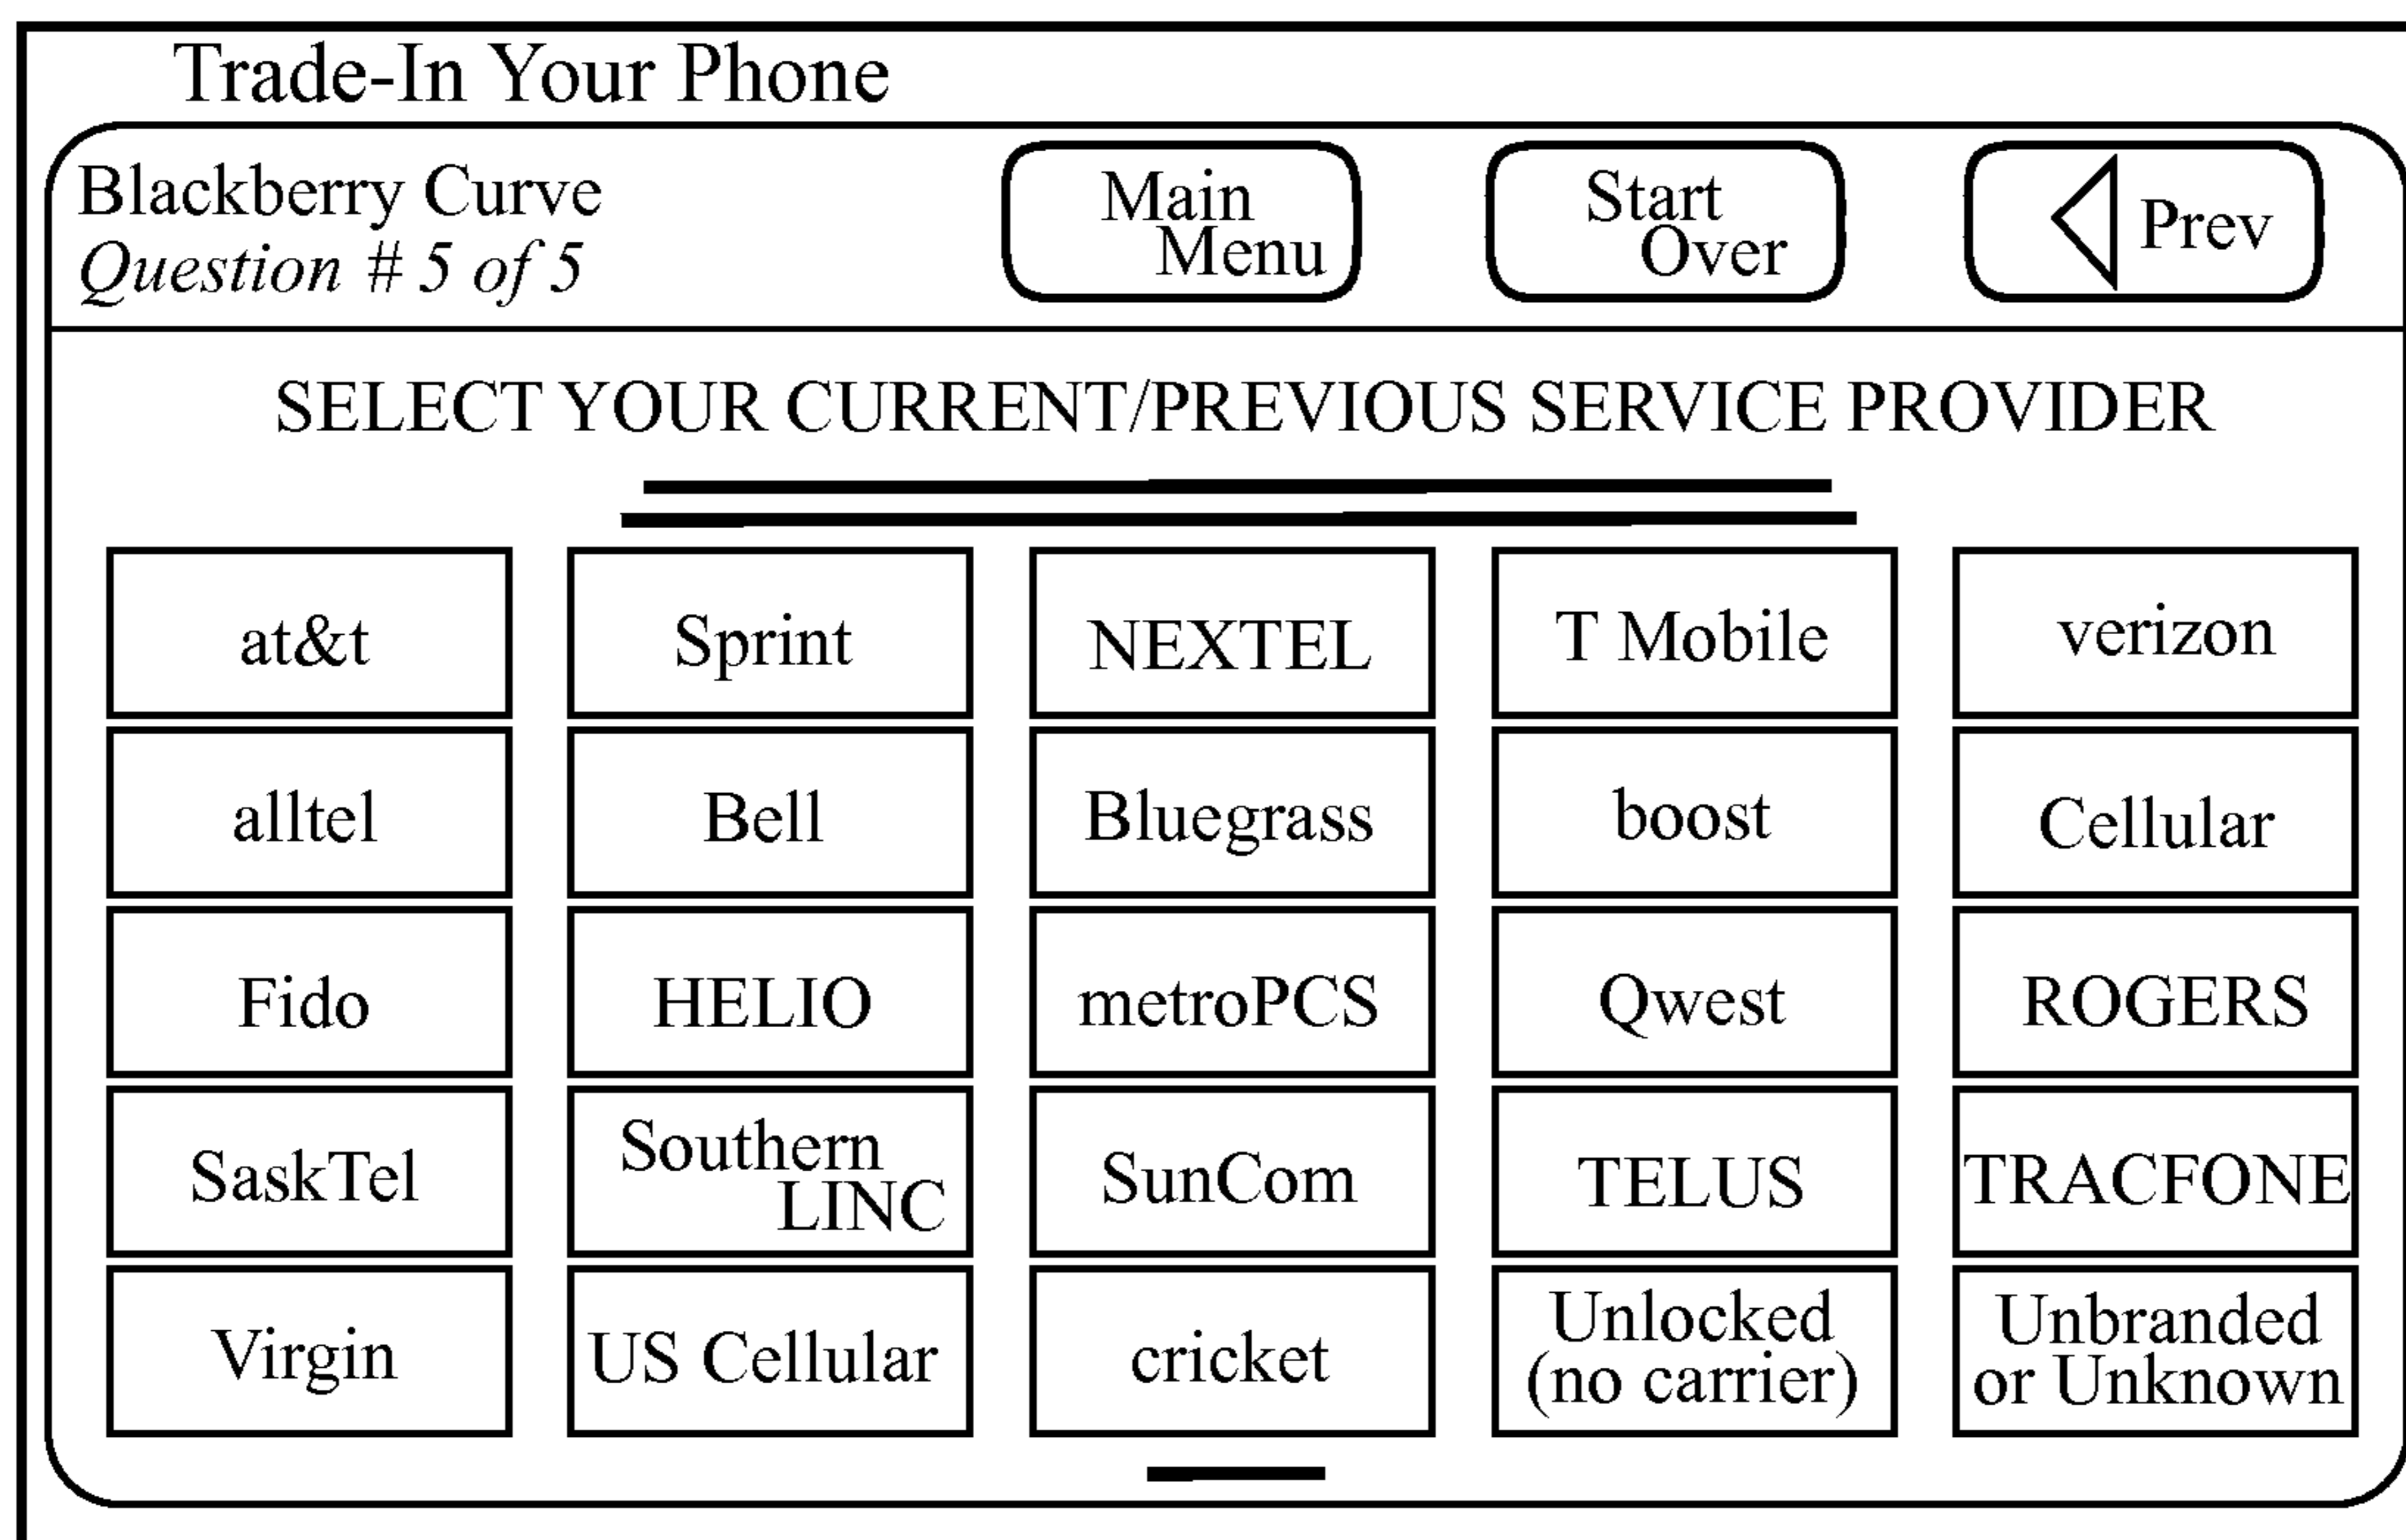 Trade-In Your Phone
Blackberry Curve
Question # 5 of 5
Main
Menu
Start
Over
Prev
SELECT YOUR CURRENT/PREVIOUS SERVICE PROVIDER
at&t
Sprint
NEXTEL
T Mobile
verizon
alltel
Bell
Bluegrass
boost
Cellular
Fido
HELIO
metroPCS
Qwest
ROGERS
SaskTel
Southern
LINC
SunCom
TELUS
TRACFONE
Virgin
US Cellular
cricket
Unlocked
(no carrier)
Unbranded
or Unknown